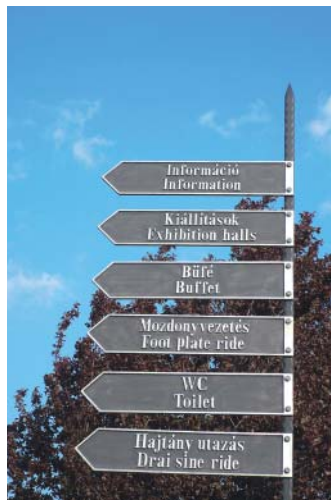 Információ
Information
Kiállítások
Exhibition halls
Büfé
Buffet
Mozdonyvezetés
Foot plate ride
WC
Toilet
Hajtány utazás
Drai sine ride